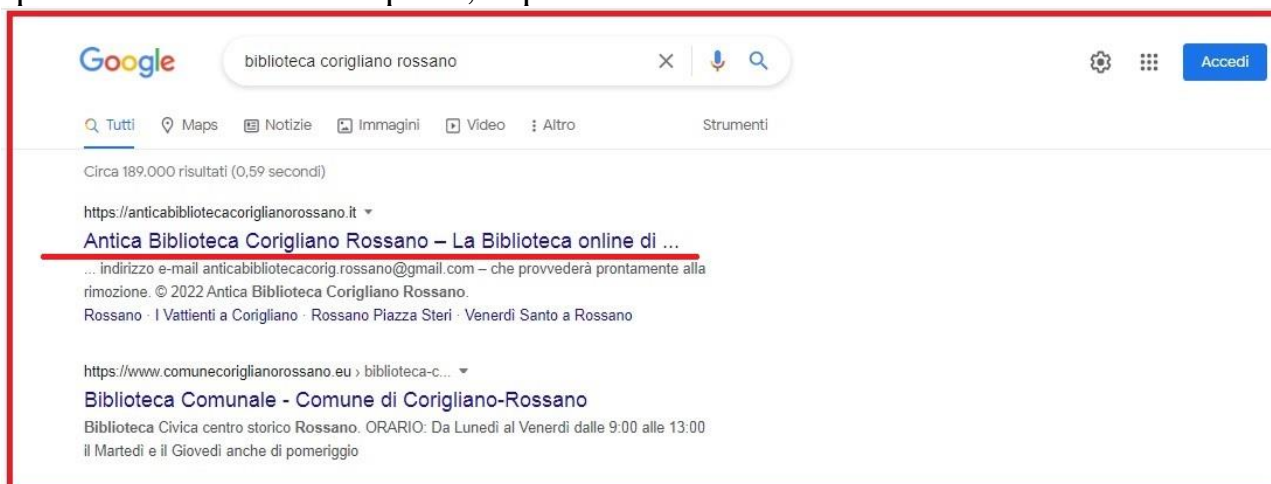 Google
biblioteca corigliano rossano
Accedi
Tutti Maps Notizie Immagini Video Altro Strumenti
Circa 189.000 risultati (0,59 secondi)
https://anticabibliotecacoriglianorossano.it
Antica Biblioteca Corigliano Rossano – La Biblioteca online di ...
... indirizzo e-mail anticabibliotecacorig.rossano@gmail.com – che provvederà prontamente alla
rimozione. © 2022 Antica Biblioteca Corigliano Rossano.
Rossano · I Vattienti a Corigliano · Rossano Piazza Steri · Venerdì Santo a Rossano
https://www.comunecoriglianorossano.eu › biblioteca-c...
Biblioteca Comunale - Comune di Corigliano-Rossano
Biblioteca Civica centro storico Rossano. ORARIO: Da Lunedì al Venerdì dalle 9:00 alle 13:00
il Martedì e il Giovedì anche di pomeriggio